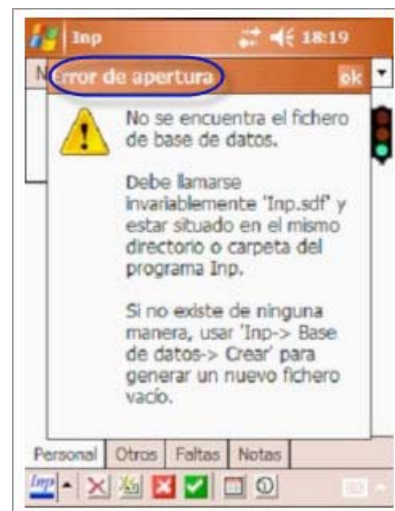 Inp 18:19
Error de apertura ok
No se encuentra el fichero
de base de datos.
Debe llamarse
invariablemente 'Inp.sdf' y
estar situado en el mismo
directorio o carpeta del
programa Inp.
Si no existe de ninguna
manera, usar 'Inp-> Base
de datos-> Crear' para
generar un nuevo fichero
vacío.
Personal Otros Faltas Notas
Inp